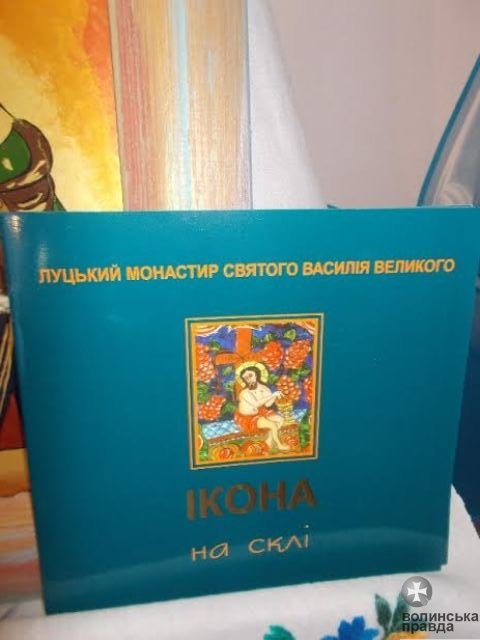 ЛУЦЬКИЙ МОНАСТИР СВЯТОГО ВАСИЛІЯ ВЕЛИКОГО
ІКОНА
на склі
волинська
правда